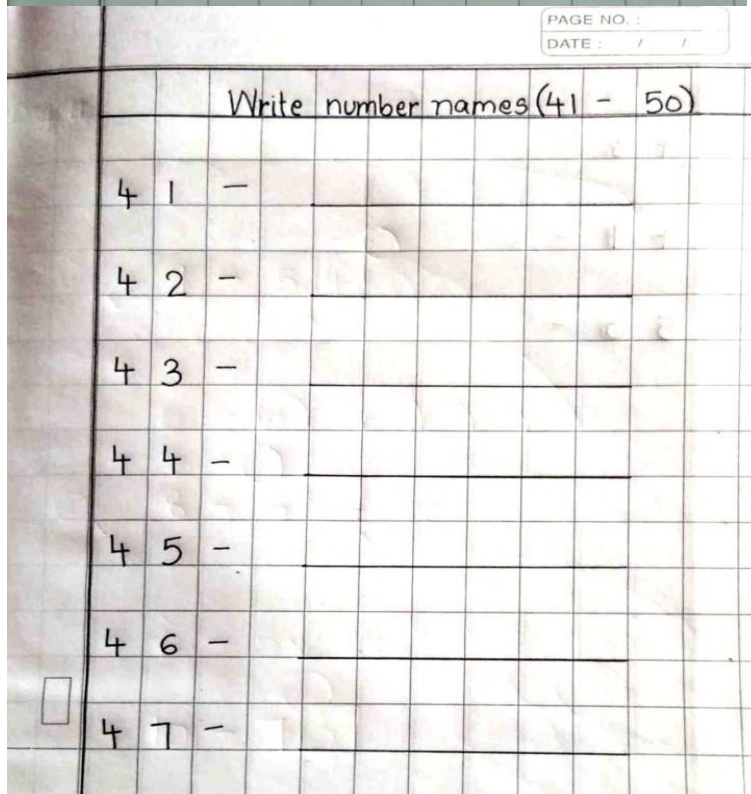 PAGE NO. :
DATE : / /
Write number names (41 - 50)
41 -
42 -
43 -
44 -
45 -
46 -
47 -